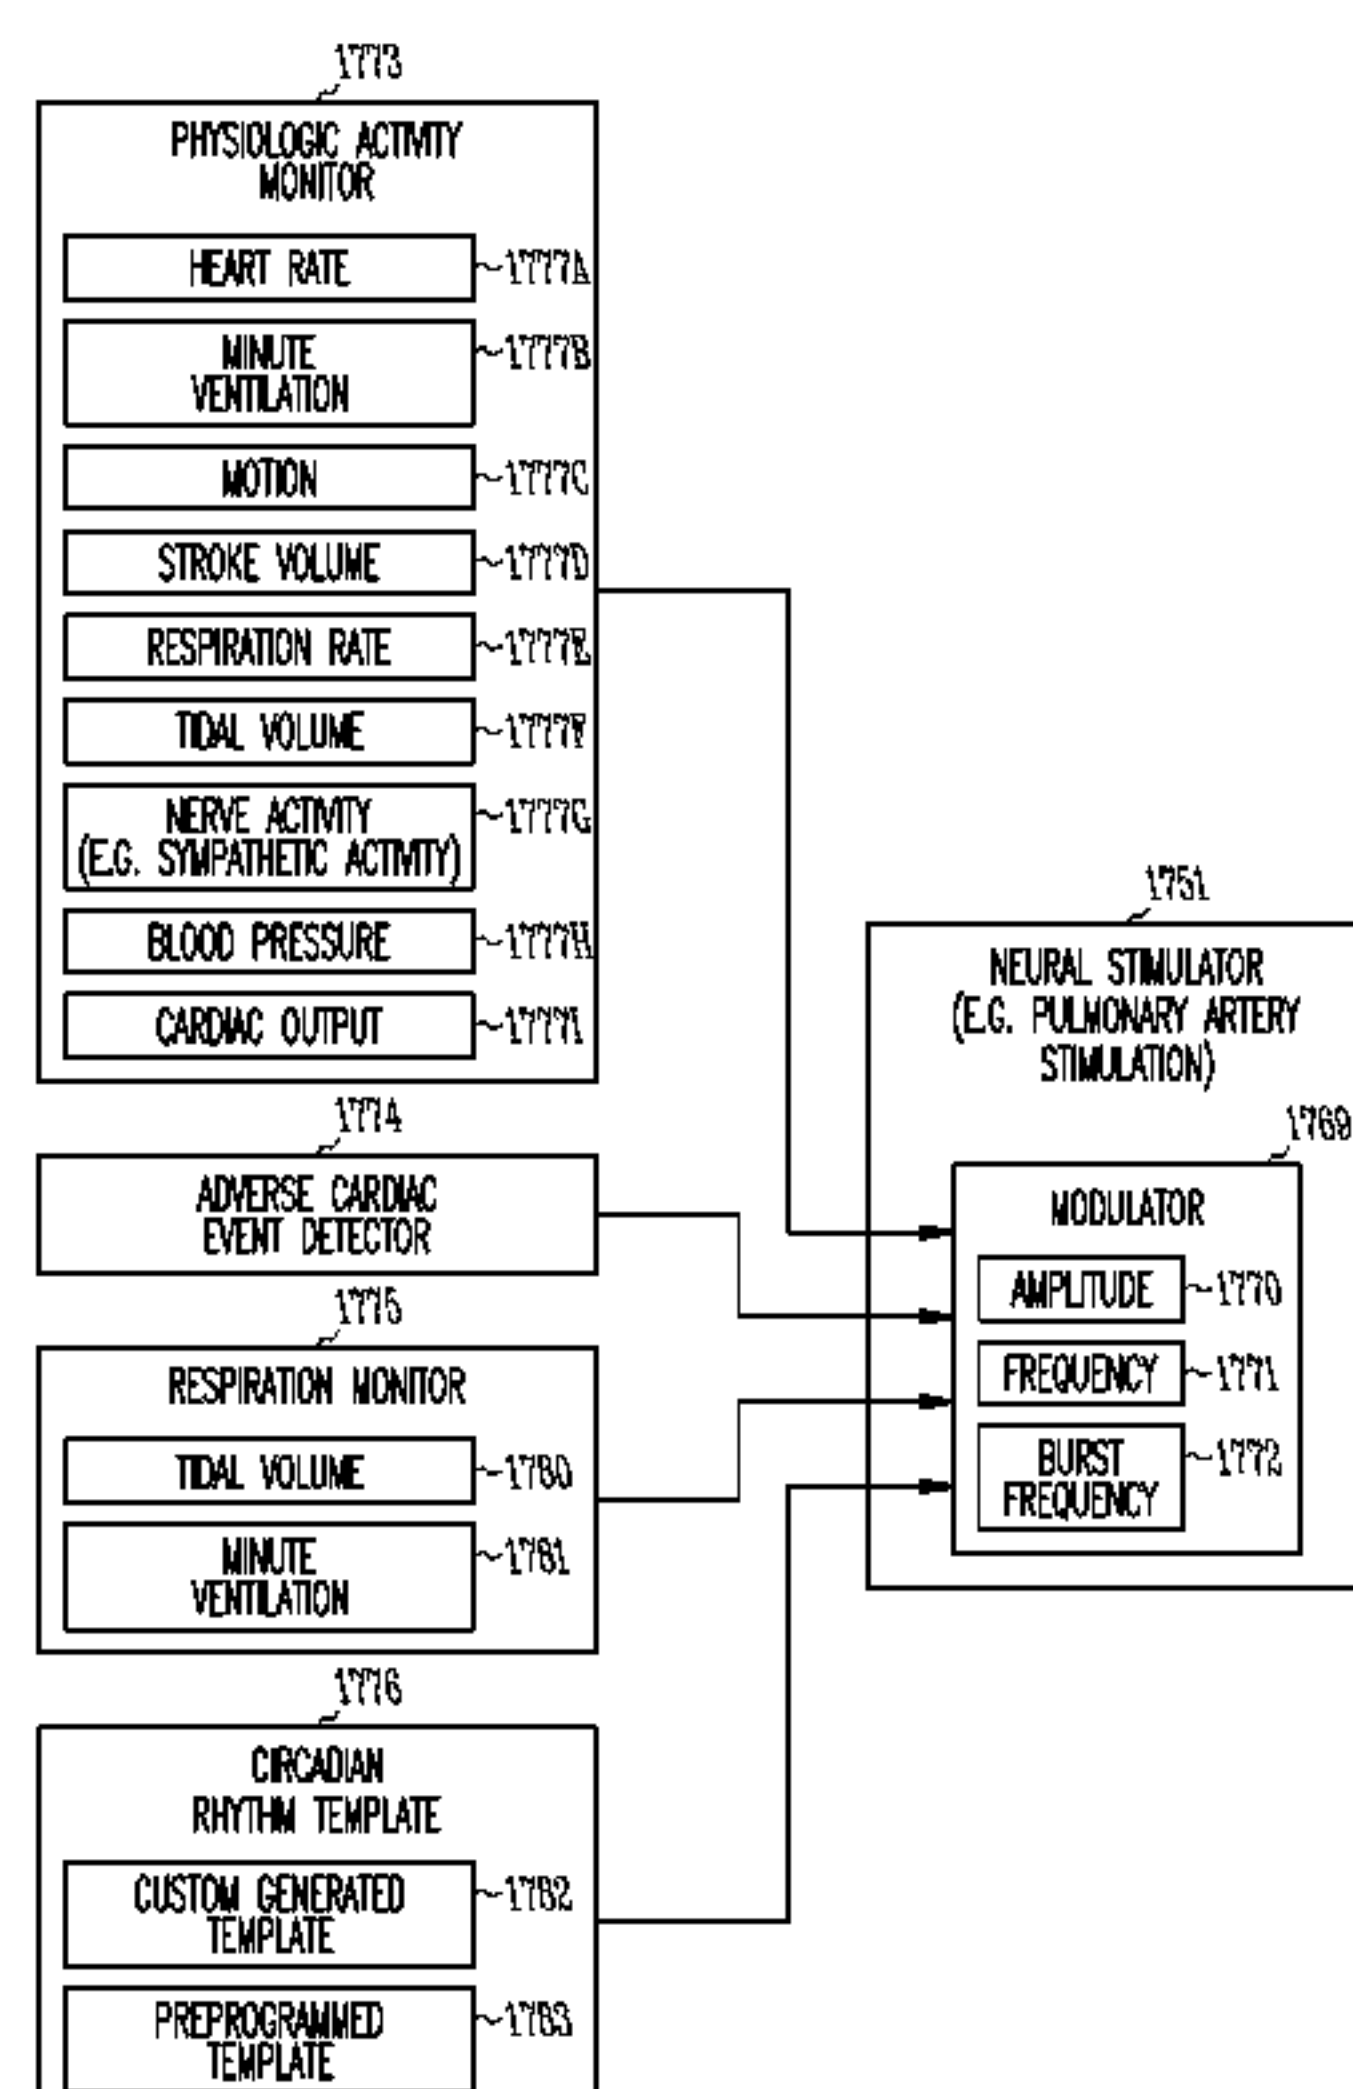 1773
PHYSIOLOGIC ACTIVITY
MONITOR
HEART RATE
1777A
MINUTE
VENTILATION
1777B
MOTION
1777C
STROKE VOLUME
1777D
RESPIRATION RATE
1777E
TIDAL VOLUME
1777F
NERVE ACTIVITY
(E.G. SYMPATHETIC ACTIVITY)
1777G
BLOOD PRESSURE
1777H
CARDIAC OUTPUT
1777I
1774
ADVERSE CARDIAC
EVENT DETECTOR
1775
RESPIRATION MONITOR
TIDAL VOLUME
1780
MINUTE
VENTILATION
1781
1776
CIRCADIAN
RHYTHM TEMPLATE
CUSTOM GENERATED
TEMPLATE
1782
PREPROGRAMMED
TEMPLATE
1783
1751
NEURAL STIMULATOR
(E.G. PULMONARY ARTERY
STIMULATION)
1769
MODULATOR
AMPLITUDE
1770
FREQUENCY
1771
BURST
FREQUENCY
1772